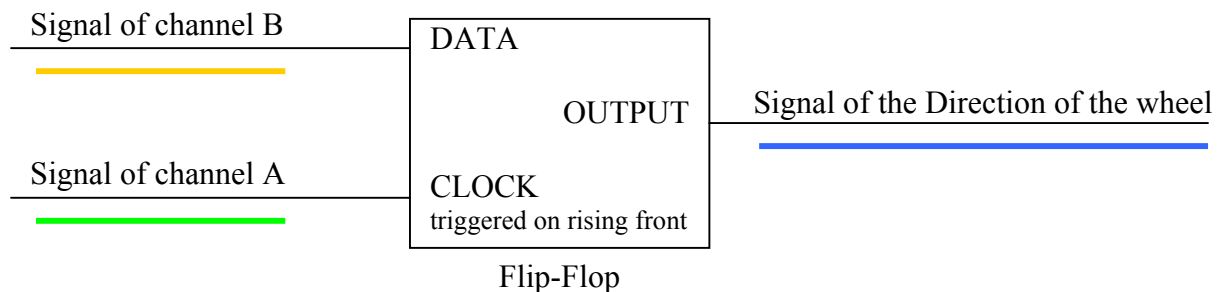 Signal of channel B
DATA
OUTPUT
Signal of the Direction of the wheel
Signal of channel A
CLOCK
triggered on rising front
Flip-Flop